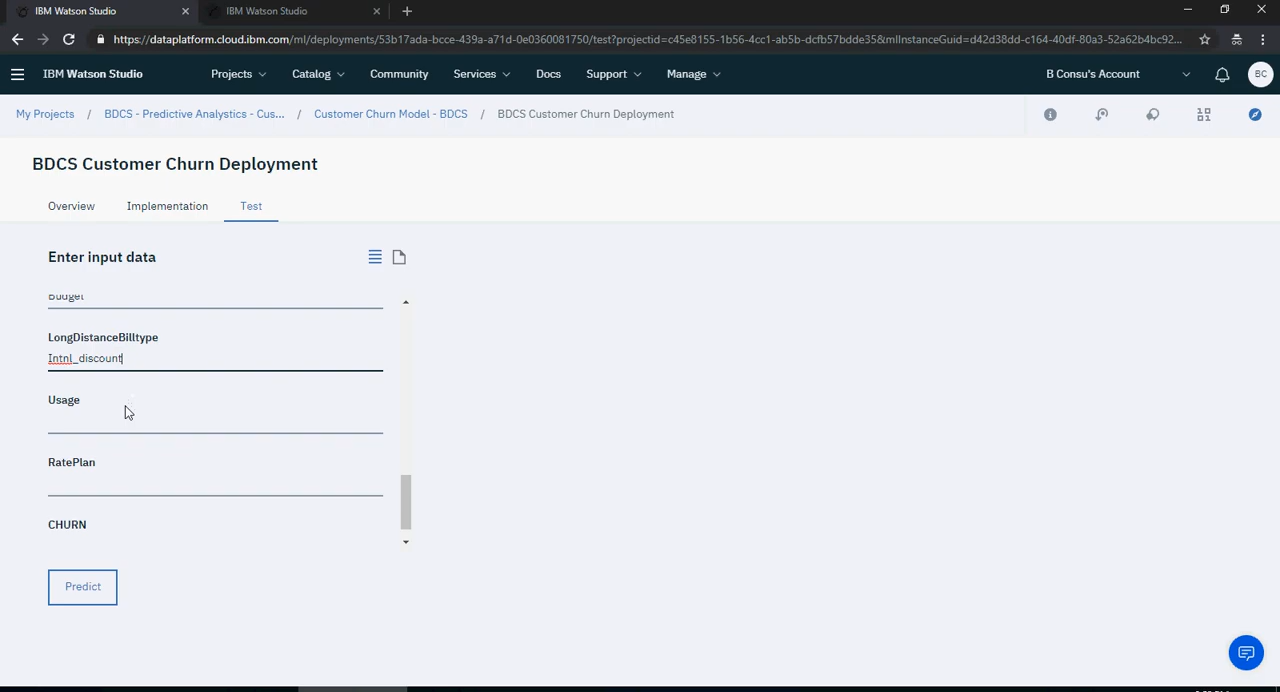 IBM Watson Studio
IBM Watson Studio
https://dataplatform.cloud.ibm.com/ml/deployments/53b17ada-bcce-439a-a71d-0e0360081750/test?projectid=c45e8155-1b56-4cc1-ab5b-dcfb57bdde35&mlInstanceGuid=d42d38dd-c164-40df-80a3-52a62b4bc92...
IBM Watson Studio Projects Catalog Community Services Docs Support Manage B Consu's Account BC
My Projects / BDCS - Predictive Analystics - Cus... / Customer Churn Model - BDCS / BDCS Customer Churn Deployment
BDCS Customer Churn Deployment
Overview Implementation Test
Enter input data
Budget
LongDistanceBilltype
Intnl_discount
Usage
RatePlan
CHURN
Predict